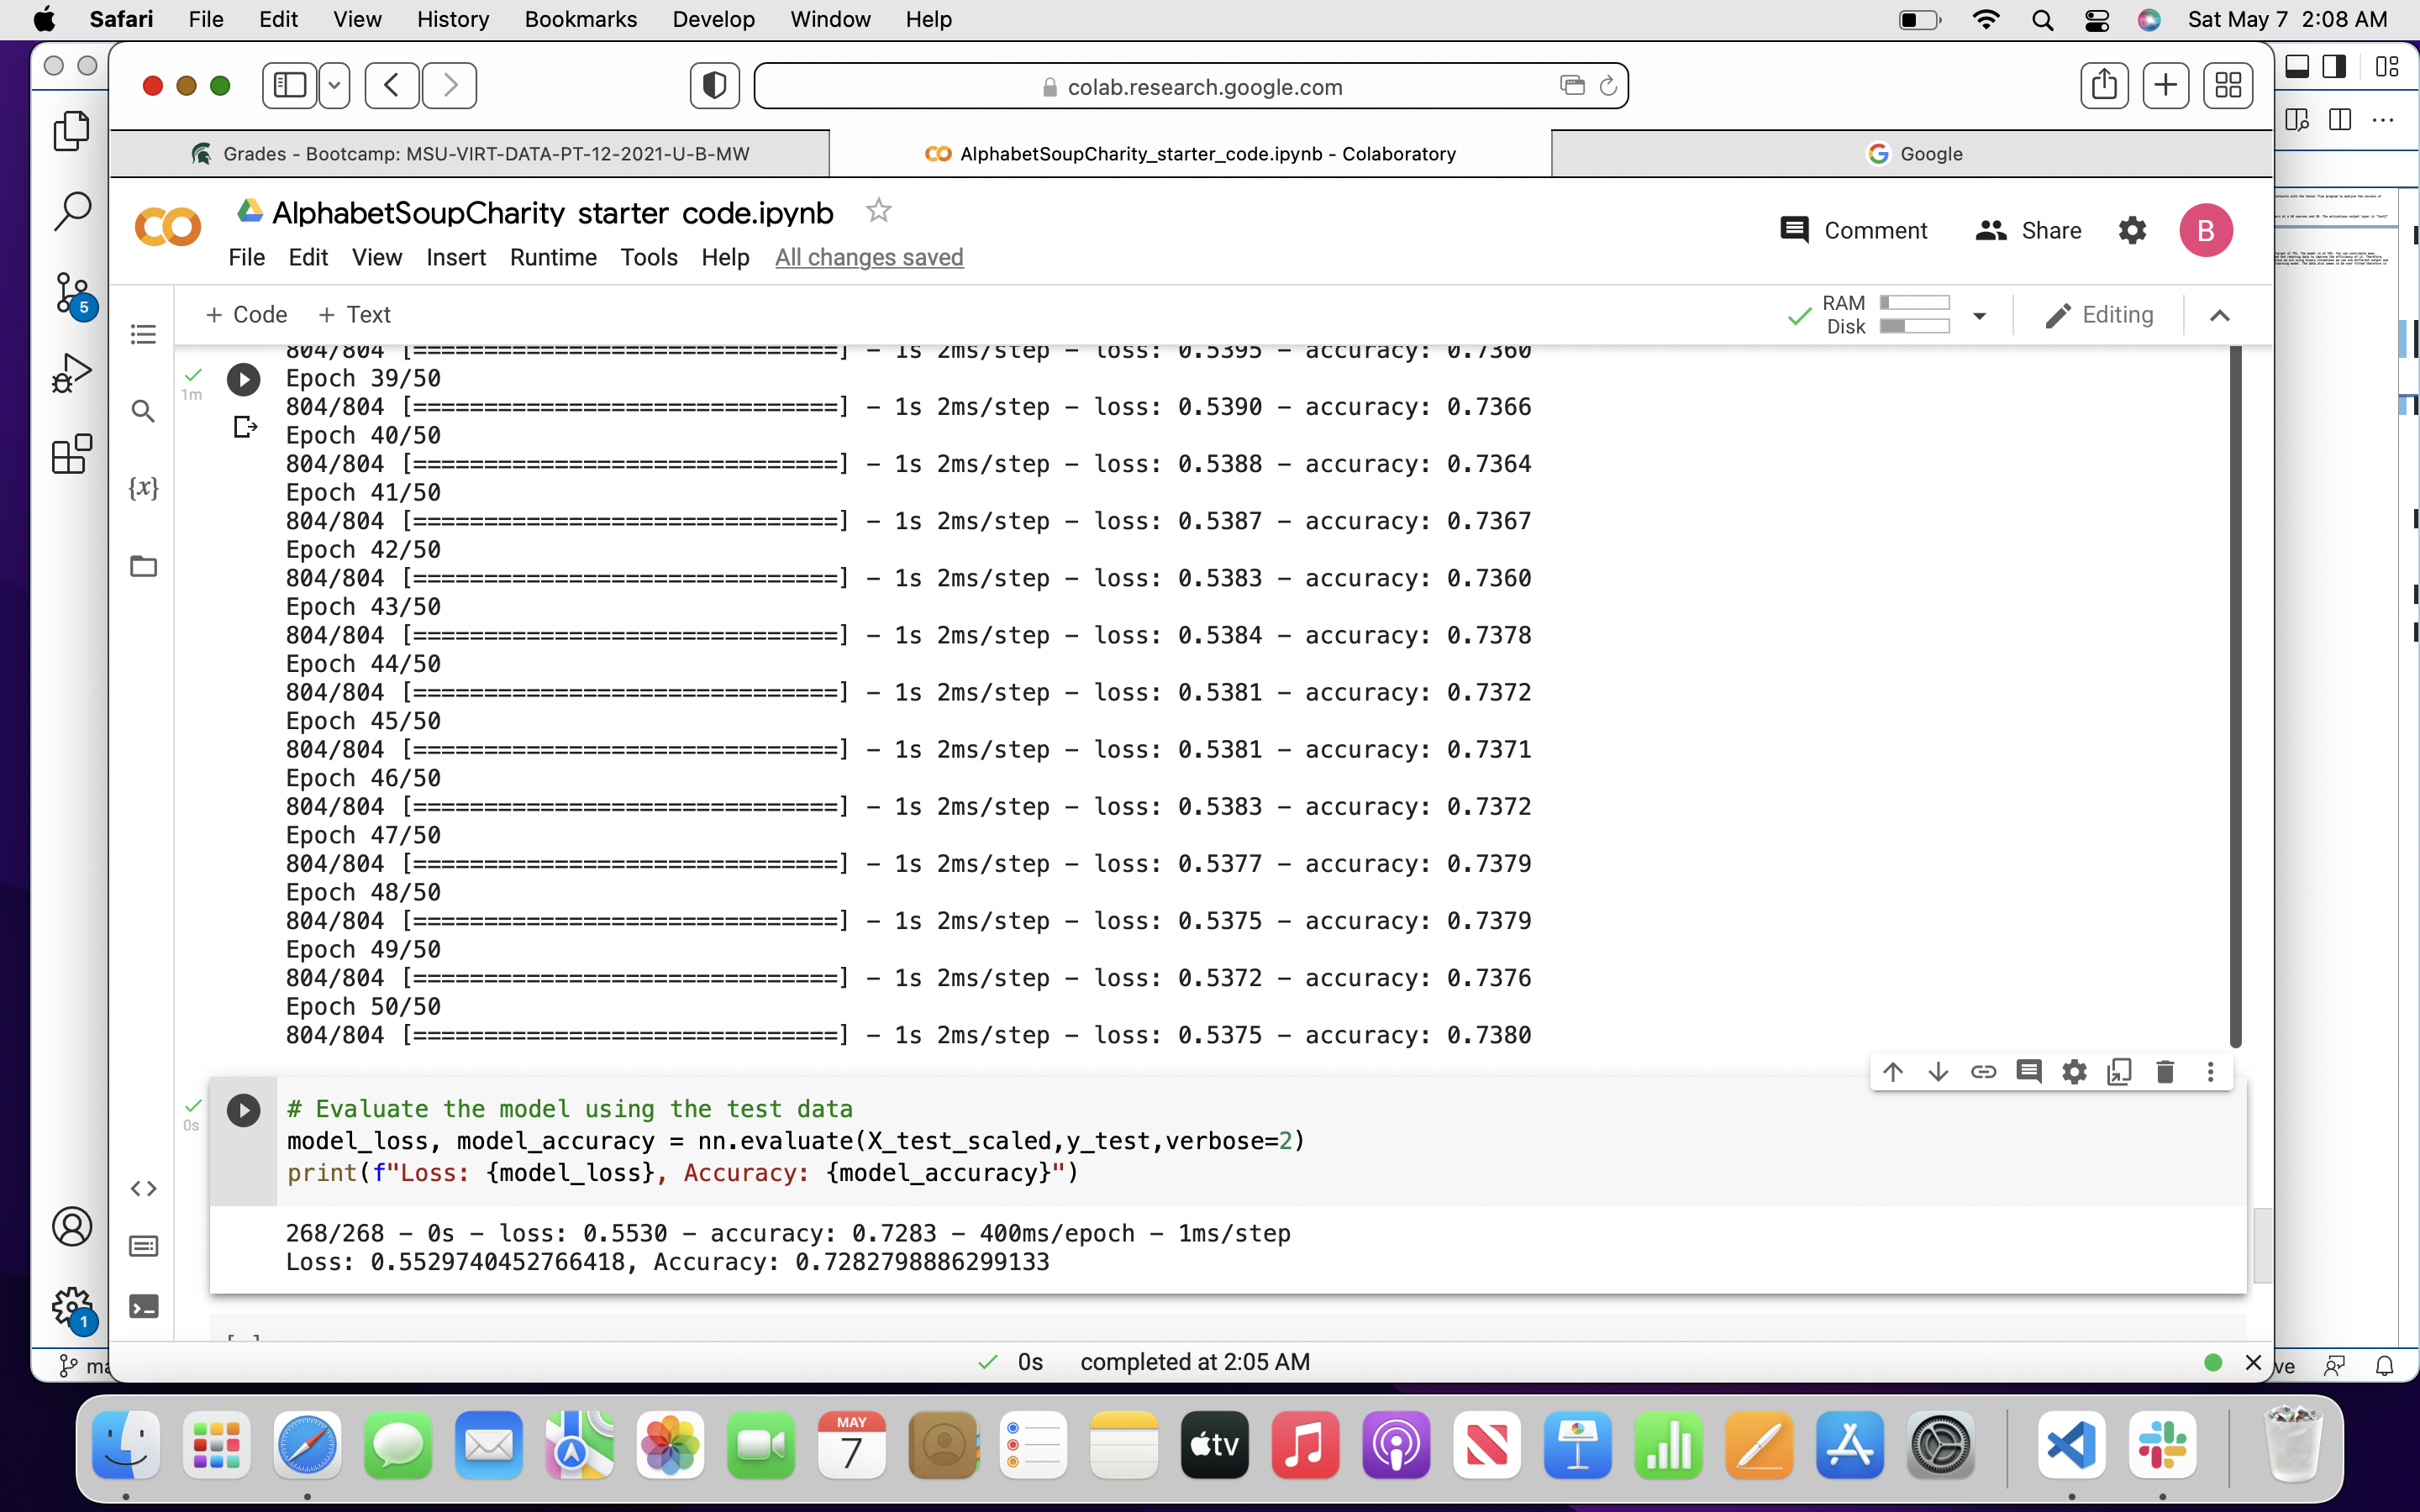 Safari File Edit View History Bookmarks Develop Window Help Sat May 7 2:08 AM
colab.research.google.com
Grades - Bootcamp: MSU-VIRT-DATA-PT-12-2021-U-B-MW AlphabetSoupCharity_starter_code.ipynb - Colaboratory Google
AlphabetSoupCharity starter code.ipynb
Comment Share B
File Edit View Insert Runtime Tools Help All changes saved
+ Code + Text RAM Disk Editing
804/804 [==============================] - 1s 2ms/step - loss: 0.5395 - accuracy: 0.7360
Epoch 39/50
804/804 [==============================] - 1s 2ms/step - loss: 0.5390 - accuracy: 0.7366
Epoch 40/50
804/804 [==============================] - 1s 2ms/step - loss: 0.5388 - accuracy: 0.7364
Epoch 41/50
804/804 [==============================] - 1s 2ms/step - loss: 0.5387 - accuracy: 0.7367
Epoch 42/50
804/804 [==============================] - 1s 2ms/step - loss: 0.5383 - accuracy: 0.7360
Epoch 43/50
804/804 [==============================] - 1s 2ms/step - loss: 0.5384 - accuracy: 0.7378
Epoch 44/50
804/804 [==============================] - 1s 2ms/step - loss: 0.5381 - accuracy: 0.7372
Epoch 45/50
804/804 [==============================] - 1s 2ms/step - loss: 0.5381 - accuracy: 0.7371
Epoch 46/50
804/804 [==============================] - 1s 2ms/step - loss: 0.5383 - accuracy: 0.7372
Epoch 47/50
804/804 [==============================] - 1s 2ms/step - loss: 0.5377 - accuracy: 0.7379
Epoch 48/50
804/804 [==============================] - 1s 2ms/step - loss: 0.5375 - accuracy: 0.7379
Epoch 49/50
804/804 [==============================] - 1s 2ms/step - loss: 0.5372 - accuracy: 0.7376
Epoch 50/50
804/804 [==============================] - 1s 2ms/step - loss: 0.5375 - accuracy: 0.7380
1m
{x}
5
0s
# Evaluate the model using the test data
model_loss, model_accuracy = nn.evaluate(X_test_scaled,y_test,verbose=2)
print(f"Loss: {model_loss}, Accuracy: {model_accuracy}")
268/268 - 0s - loss: 0.5530 - accuracy: 0.7283 - 400ms/epoch - 1ms/step
Loss: 0.5529740452766418, Accuracy: 0.7282798886299133
1
0s completed at 2:05 AM
MAY
7
tv